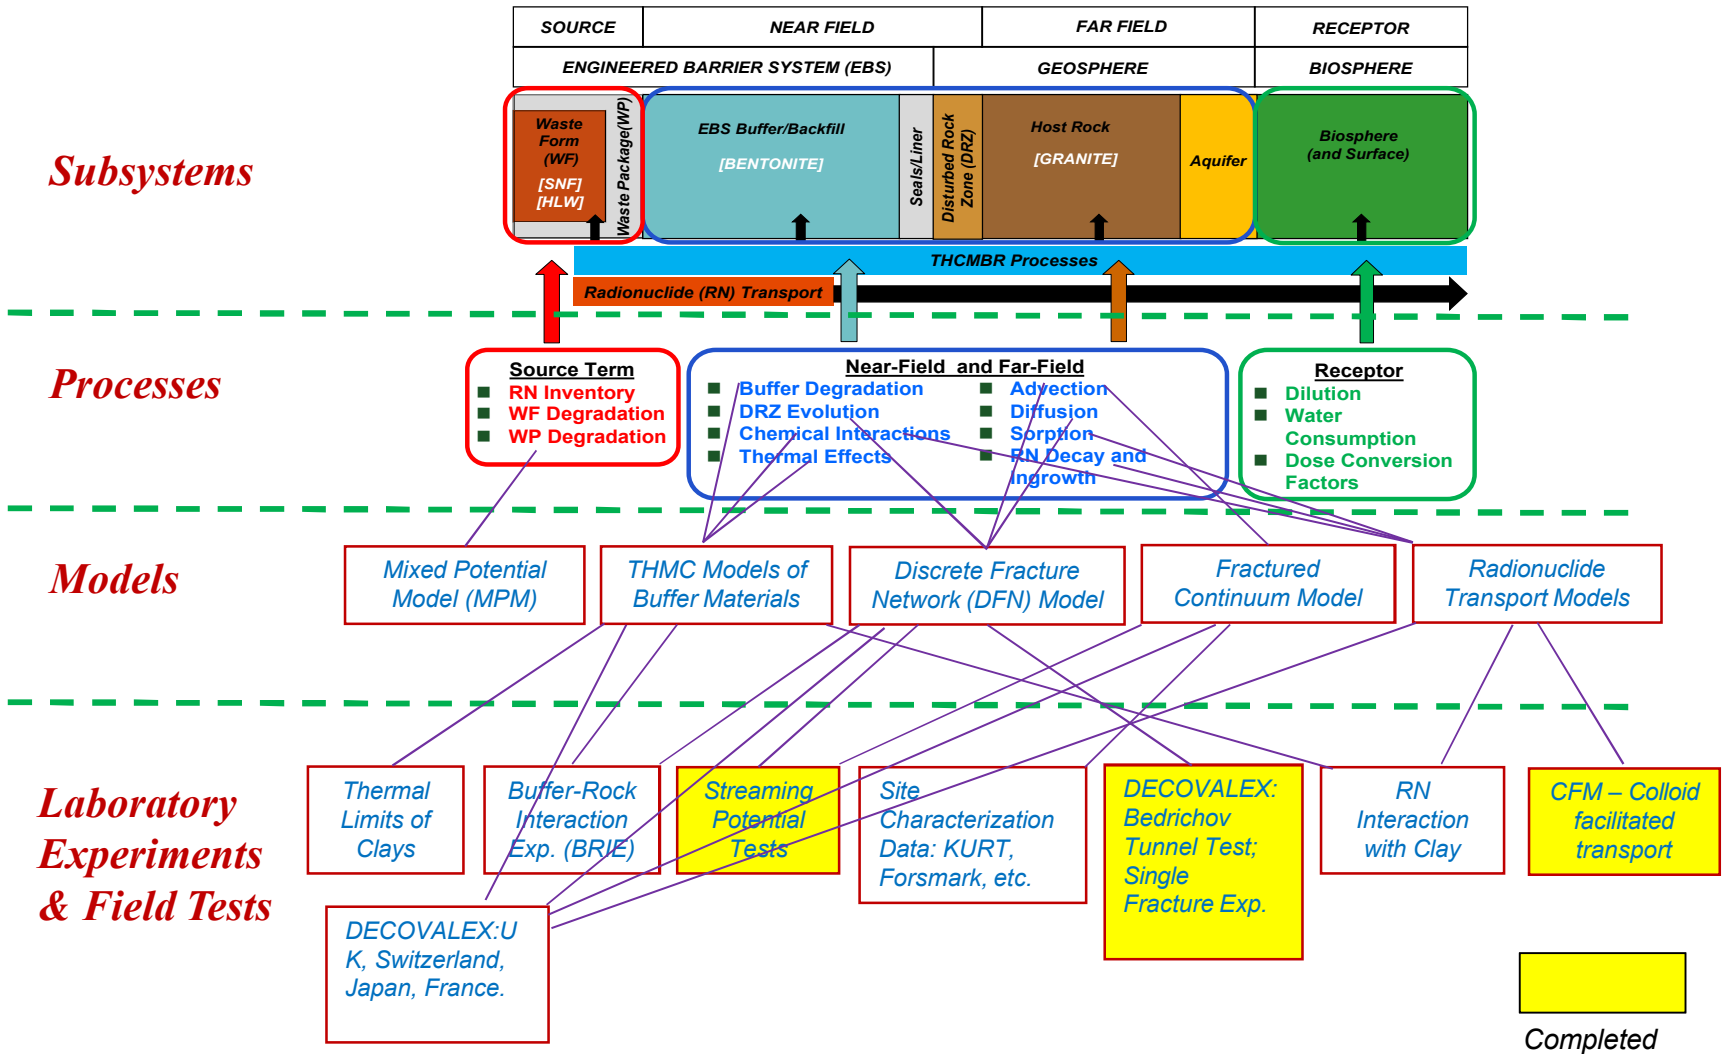 SOURCE
NEAR FIELD
FAR FIELD
RECEPTOR
ENGINEERED BARRIER SYSTEM (EBS)
GEOSPHERE
BIOSPHERE
Subsystems
Waste
Form
(WF)
[SNF]
[HLW]
Waste Package(WP)
EBS Buffer/Backfill
[BENTONITE]
Seals/Liner
Disturbed Rock
Zone (DRZ)
Host Rock
[GRANITE]
Aquifer
Biosphere
(and Surface)
THCMBR Processes
Radionuclide (RN) Transport
Processes
Source Term
RN Inventory
WF Degradation
WP Degradation
Near-Field and Far-Field
Buffer Degradation
DRZ Evolution
Chemical Interactions
Thermal Effects
Advection
Diffusion
Sorption
RN Decay and
Ingrowth
Receptor
Dilution
Water
Consumption
Dose Conversion
Factors
Models
Mixed Potential
Model (MPM)
THMC Models of
Buffer Materials
Discrete Fracture
Network (DFN) Model
Fractured
Continuum Model
Radionuclide
Transport Models
Laboratory
Experiments
& Field Tests
Thermal
Limits of
Clays
Buffer-Rock
Interaction
Exp. (BRIE)
Streaming
Potential
Tests
Site
Characterization
Data: KURT,
Forsmark, etc.
DECOVALEX:
Bedrichov
Tunnel Test;
Single
Fracture Exp.
RN
Interaction
with Clay
CFM – Colloid
facilitated
transport
DECOVALEX:U
K, Switzerland,
Japan, France.
Completed